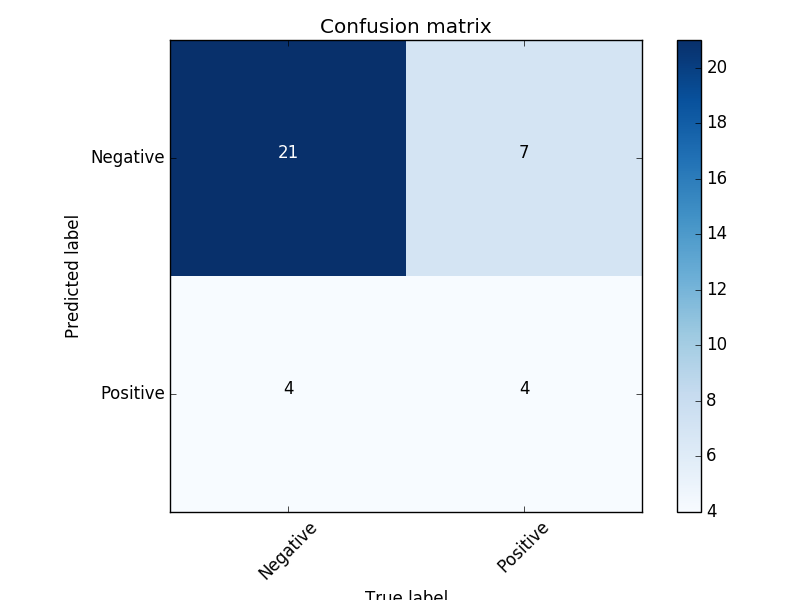 Confusion matrix
Negative
21
7
Predicted label
Positive
4
4
Negative
Positive
True label
20
18
16
14
12
10
8
6
4